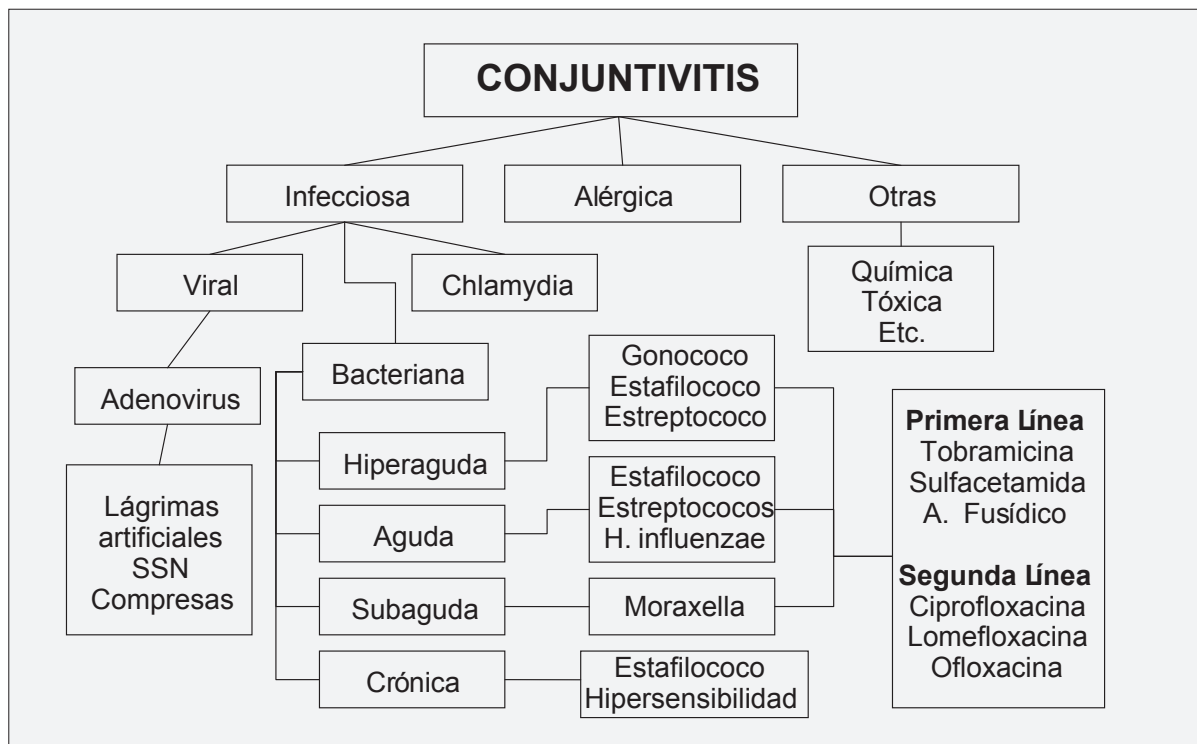 CONJUNTIVITIS
Infecciosa
Alérgica
Otras
Viral
Chlamydia
Química
Tóxica
Etc.
Adenovirus
Bacteriana
Gonococo
Estafilococo
Estreptococo
Hiperaguda
Lágrimas
artificiales
SSN
Compresas
Aguda
Estafilococo
Estreptococos
H. influenzae
Subaguda
Moraxella
Crónica
Estafilococo
Hipersensibilidad
Primera Línea
Tobramicina
Sulfacetamida
A. Fusídico
Segunda Línea
Ciprofloxacina
Lomefloxacina
Ofloxacina